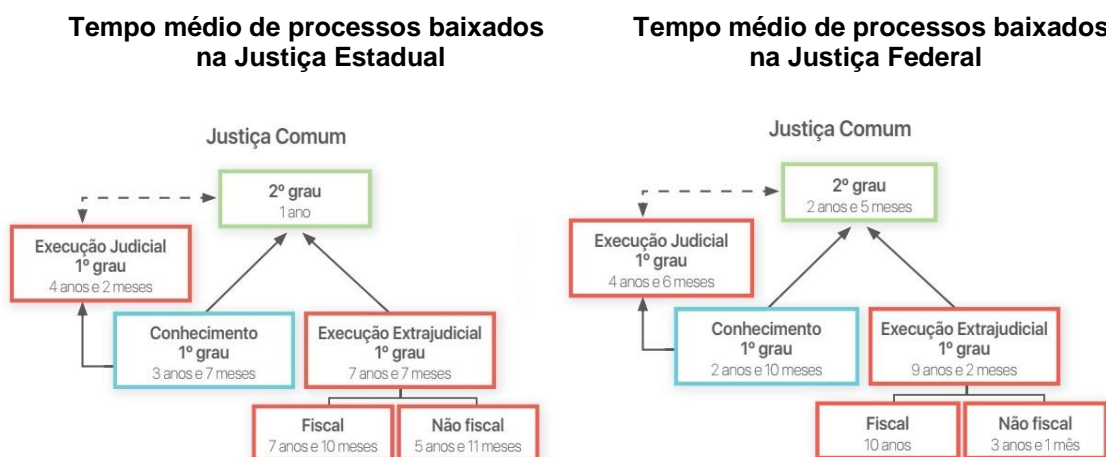 Tempo médio de processos baixados
na Justiça Estadual
Justiça Comum
2º grau
1 ano
Execução Judicial
1º grau
4 anos e 2 meses
Conhecimento
1º grau
3 anos e 7 meses
Execução Extrajudicial
1º grau
7 anos e 7 meses
Fiscal
7 anos e 10 meses
Não fiscal
5 anos e 11 meses
Tempo médio de processos baixados
na Justiça Federal
Justiça Comum
2º grau
2 anos e 5 meses
Execução Judicial
1º grau
4 anos e 6 meses
Conhecimento
1º grau
2 anos e 10 meses
Execução Extrajudicial
1º grau
9 anos e 2 meses
Fiscal
10 anos
Não fiscal
3 anos e 1 mês